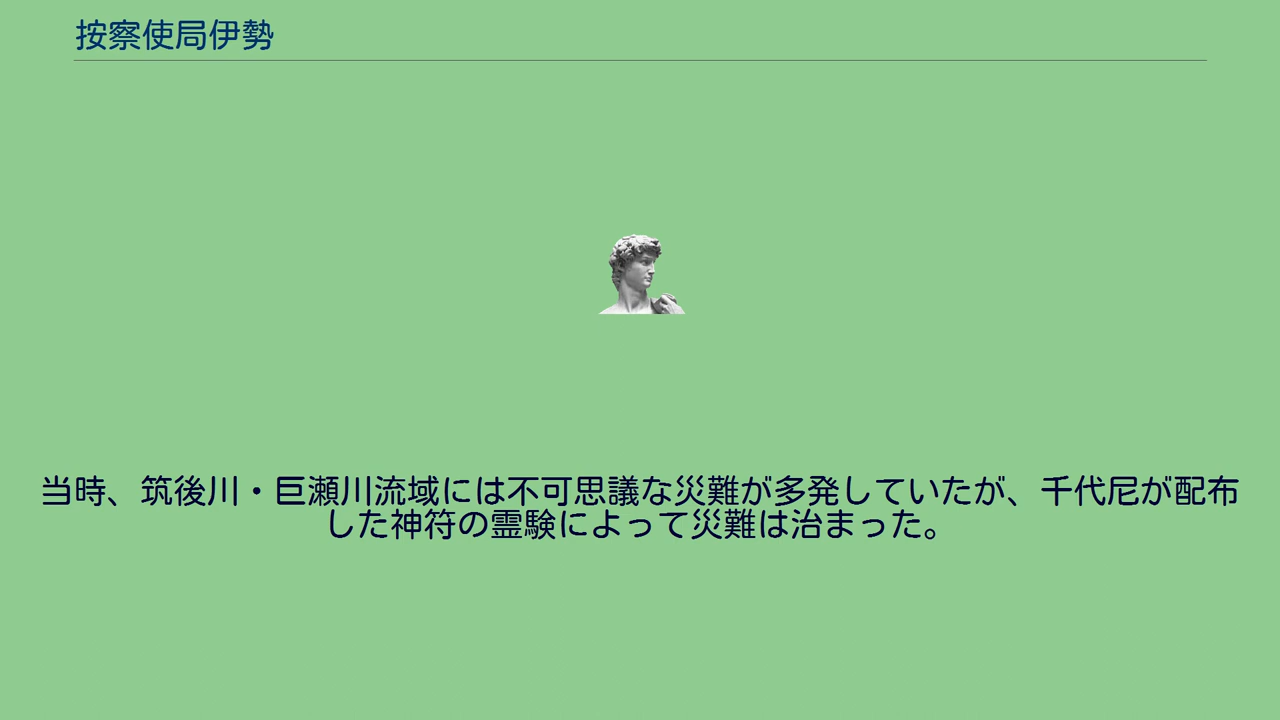 按察使局伊勢
当時、筑後川・巨瀬川流域には不可思議な災難が多発していたが、千代尼が配布
した神符の霊験によって災難は治まった。